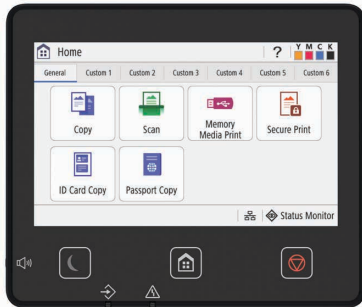 Home
?
Y M C K
General Custom 1 Custom 2 Custom 3 Custom 4 Custom 5 Custom 6
Copy
Scan
Memory
Media Print
Secure Print
ID Card Copy
Passport Copy
Status Monitor